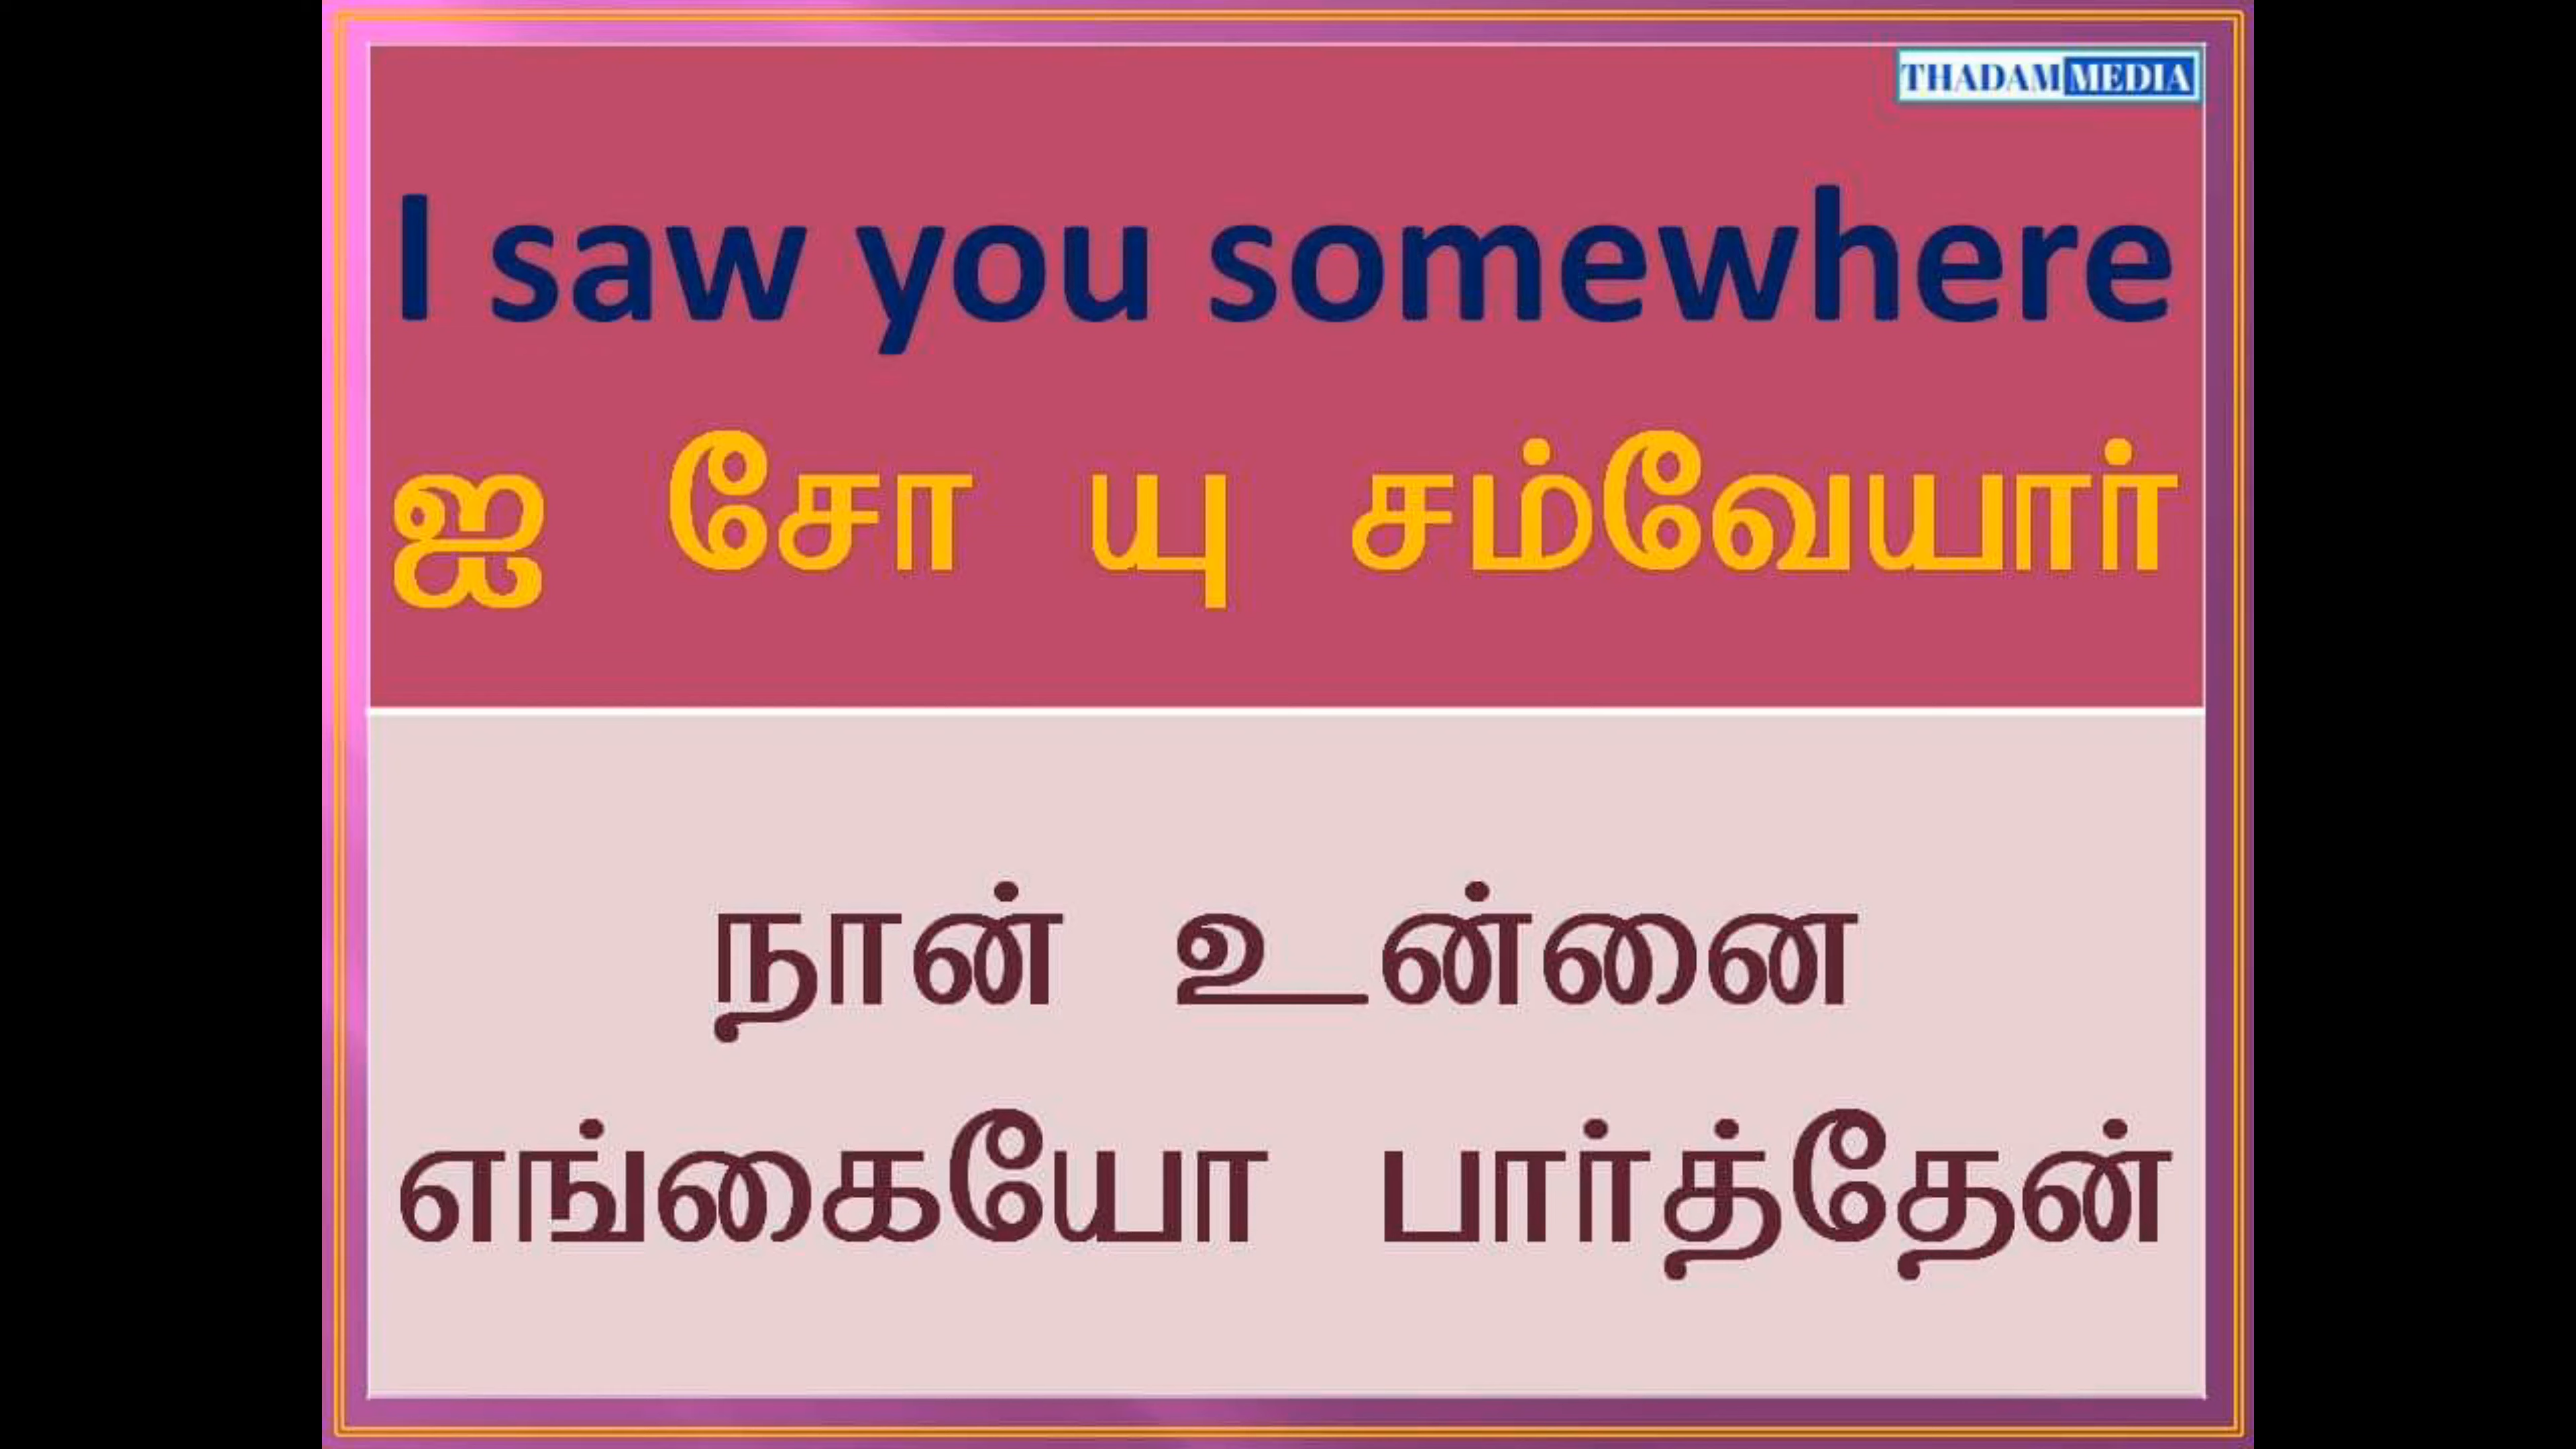 THADAM MEDIA
I saw you somewhere
ஐ சோ யு சம்வேயார்
நான் உன்னை
எங்கையோ பார்த்தேன்